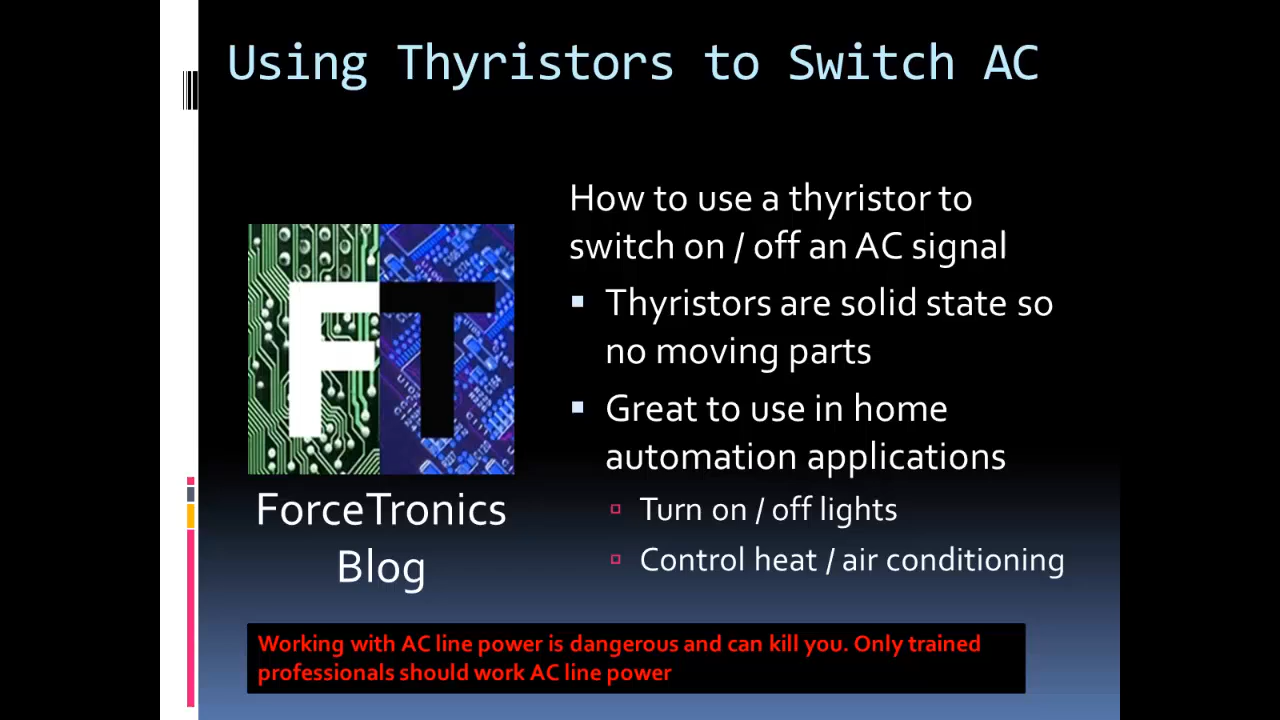 Using Thyristors to Switch AC
How to use a thyristor to
switch on / off an AC signal
Thyristors are solid state so
no moving parts
Great to use in home
automation applications
Turn on / off lights
Control heat / air conditioning
FT
ForceTronics
Blog
Working with AC line power is dangerous and can kill you. Only trained
professionals should work AC line power